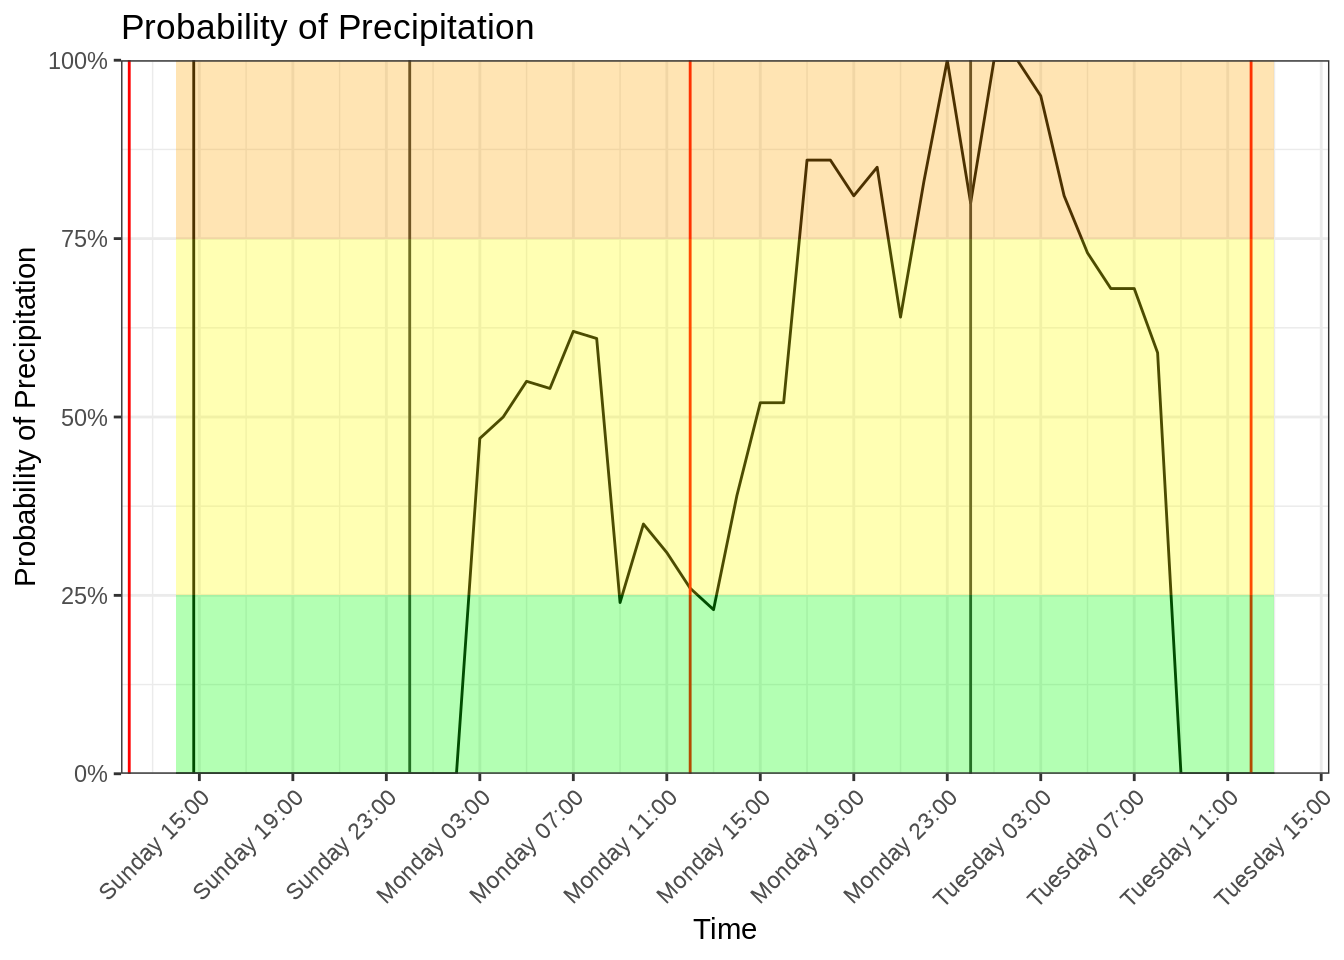 Probability of Precipitation
Probability of Precipitation
100%
75%
50%
25%
0%
Sunday 15:00
Sunday 19:00
Sunday 23:00
Monday 03:00
Monday 07:00
Monday 11:00
Monday 15:00
Monday 19:00
Monday 23:00
Tuesday 03:00
Tuesday 07:00
Tuesday 11:00
Tuesday 15:00
Time